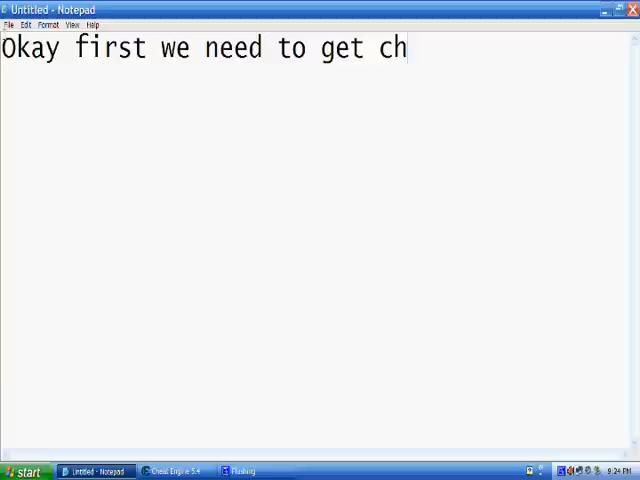 Untitled - Notepad
File Edit Format View Help
Okay first we need to get ch
start Untitled - Notepad Cheat Engine 5.4 Flushing 9:24 PM